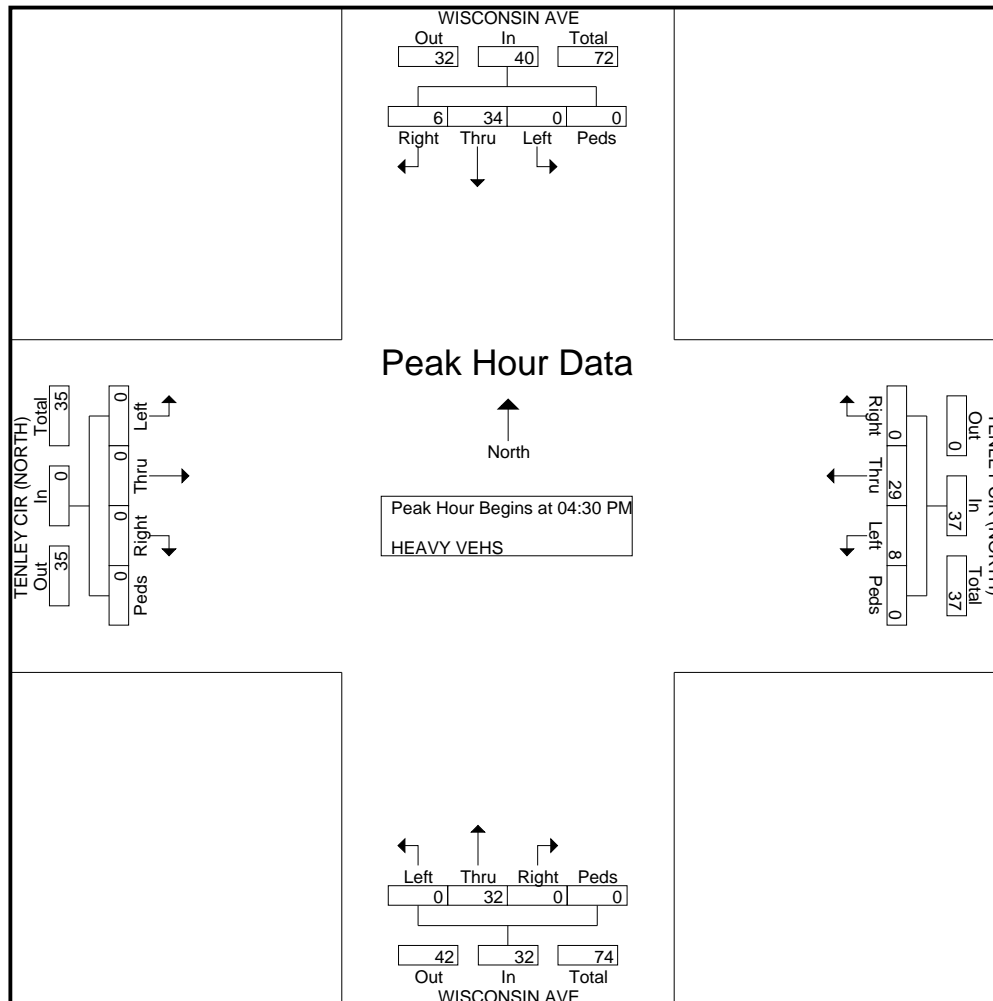 WISCONSIN AVE
Out In Total
32 40 72
6 34 0 0
Right Thru Left Peds
Peak Hour Data
North
Peak Hour Begins at 04:30 PM
HEAVY VEHS
TENLEY CIR (NORTH)
Out In Total
35 0 35
0 0 0 0
Left Thru Right Peds
Right Thru Left Peds
0 29 8 0
Out In Total
0 37 37
TENLEY CIR (NORTH)
Left Thru Right Peds
0 32 0 0
42 32 74
Out In Total
WISCONSIN AVE